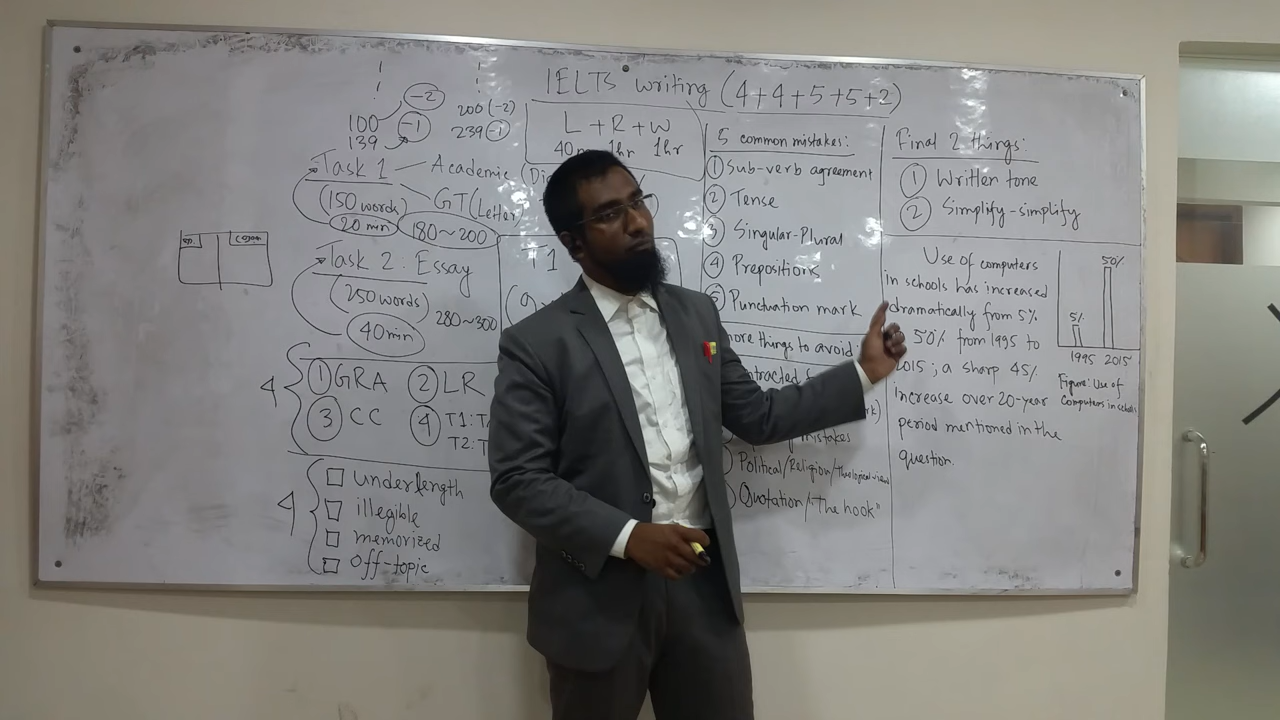 IELTS writing (4+4+5+5+2)
100
139
-2
-1
200 (-2)
239 -1
L + R + W
1hr 1hr
Task 1
Academic
GT (Letter)
(150 words)
20 min
180~200
Task 2: Essay
(250 words)
280~300
40 min
T1
4
1 GRA 2 LR
3 CC 4 T1:
T2:
4
underlength
illegible
memorized
off-topic
5 common mistakes:
1 Sub-verb agreement
2 Tense
3 Singular-Plural
4 Prepositions
5 Punctuation mark
more things to avoid:
mistakes
Political/Religion/Theological-views
Quotation/"The hook"
Final 2 things:
1 Written tone
2 Simplify-simplify
Use of computers
in schools has increased
dramatically from 5%
50% from 1995 to
2015; a sharp 45%
increase over 20-year
period mentioned in the
question.
50%
5%
1995 2015
Figure: Use of
Computers in schools